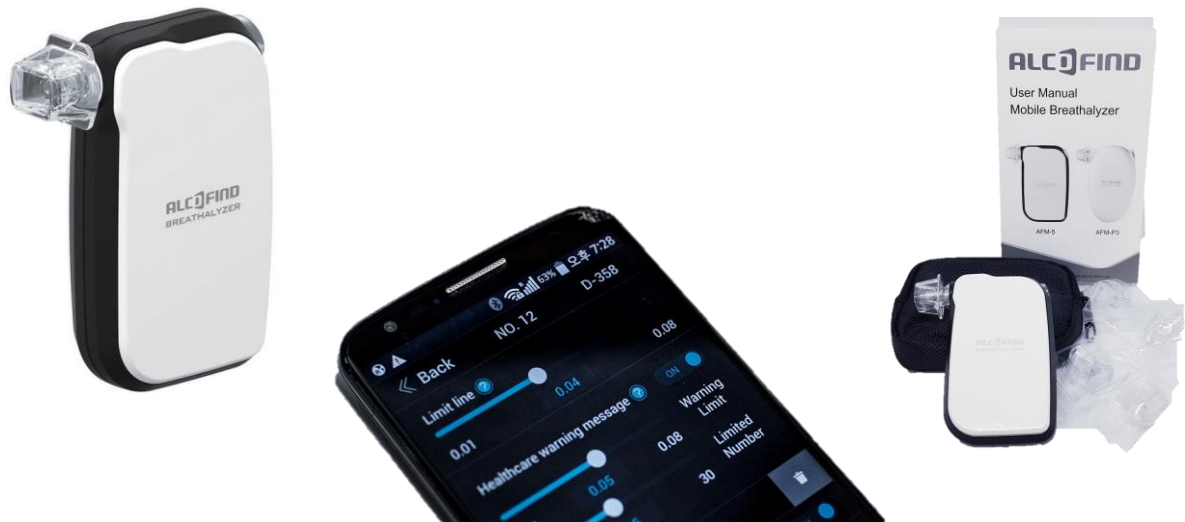 ALCOFIND
BREATHALYZER
오후 7:28
63%
D-358
NO. 12
Back
0.08
Limit line
0.04
ON
0.01
Healthcare warning message
Warning
Limit
0.08
Limited
Number
0.05
30
ALCOFIND
User Manual
Mobile Breathalyzer
AFM-5
AFM-P3
ALCOFIND
BREATHALYZER